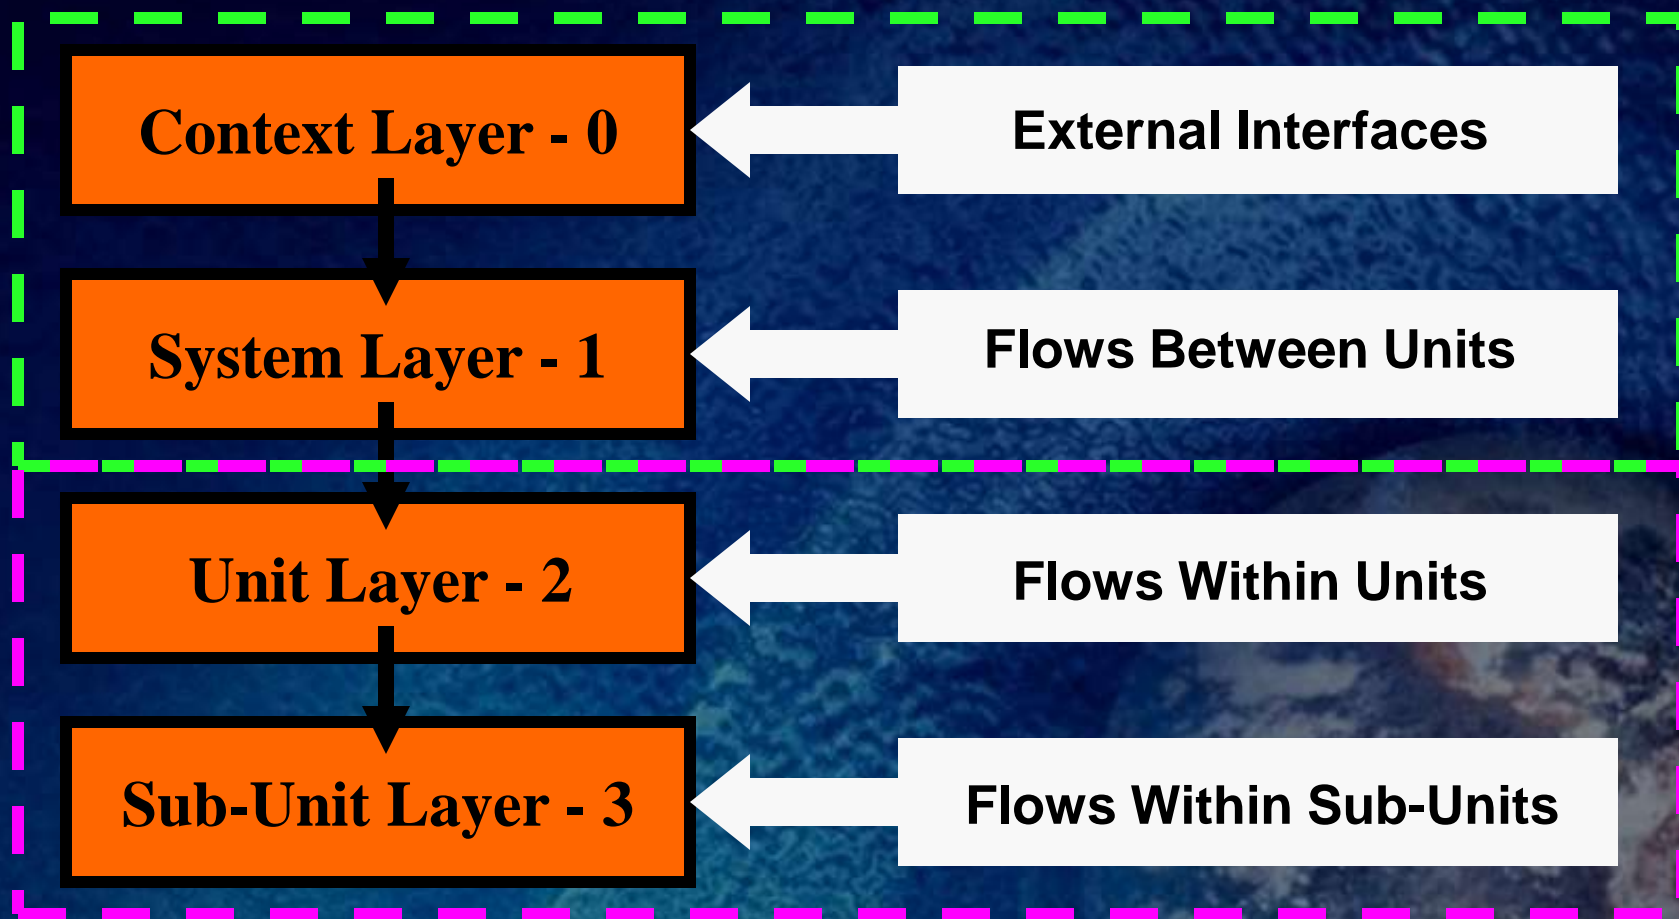 Context Layer - 0
External Interfaces
System Layer - 1
Flows Between Units
Unit Layer - 2
Flows Within Units
Sub-Unit Layer - 3
Flows Within Sub-Units